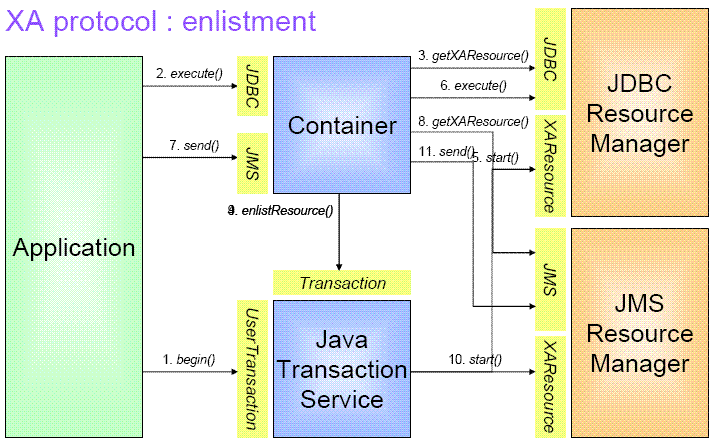 XA protocol : enlistment
3. getXAResource()
2. execute()
JDBC
JDBC
6. execute()
JDBC
Resource
Manager
Container
8. getXAResource()
7. send()
JMS
11. send()
5. start()
XAResource
enlistResource()
Application
Transaction
JMS
JMS
Resource
Manager
UserTransaction
Java
Transaction
Service
1. begin()
10. start()
XAResource